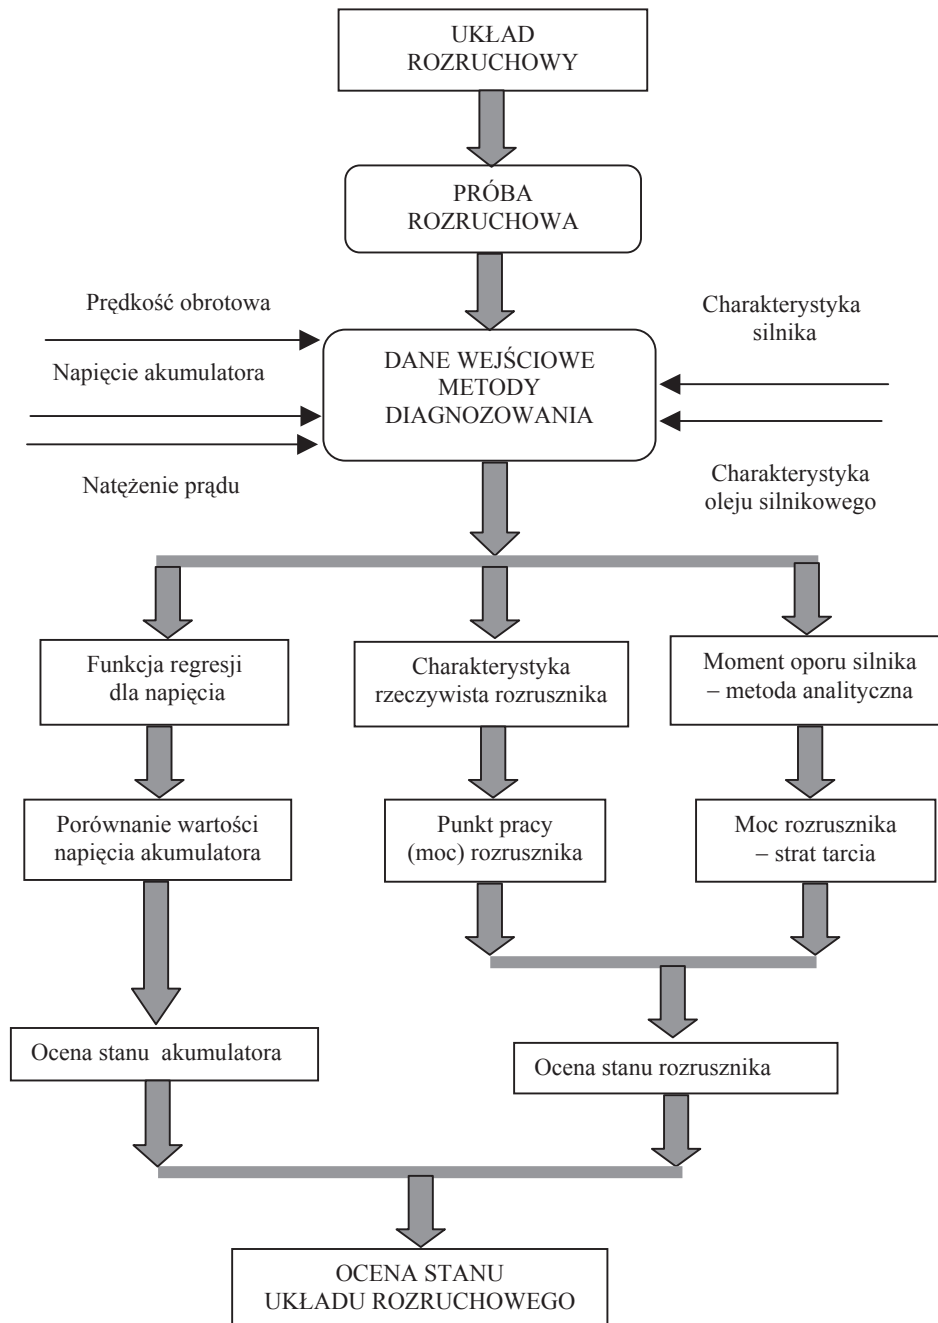 UKŁAD
ROZRUCHOWY
PRÓBA
ROZRUCHOWA
Prędkość obrotowa
Napięcie akumulatora
Natężenie prądu
DANE WEJŚCIOWE
METODY
DIAGNOZOWANIA
Charakterystyka
silnika
Charakterystyka
oleju silnikowego
Funkcja regresji
dla napięcia
Charakterystyka
rzeczywista rozrusznika
Moment oporu silnika
– metoda analityczna
Porównanie wartości
napięcia akumulatora
Punkt pracy
(moc) rozrusznika
Moc rozrusznika
– strat tarcia
Ocena stanu akumulatora
Ocena stanu rozrusznika
OCENA STANU
UKŁADU ROZRUCHOWEGO